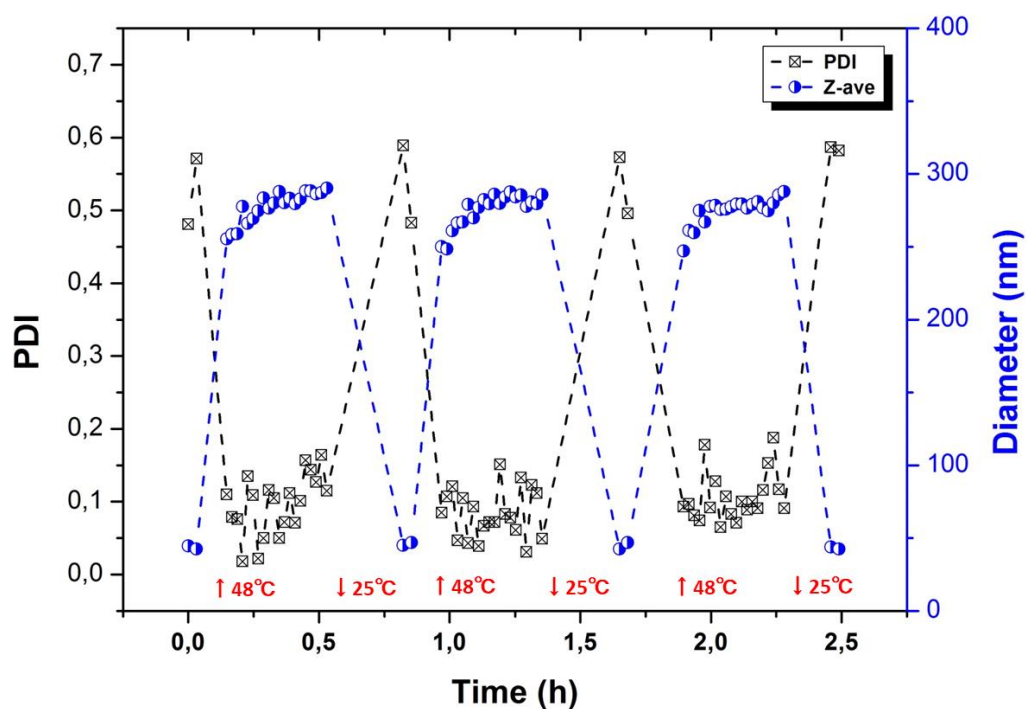 PDI
Z-ave
0,7
0,6
0,5
0,4
0,3
0,2
0,1
0,0
PDI
400
300
200
100
0
Diameter (nm)
↑ 48°C
↓ 25°C
↑ 48°C
↓ 25°C
↑ 48°C
↓ 25°C
0,0
0,5
1,0
1,5
2,0
2,5
Time (h)